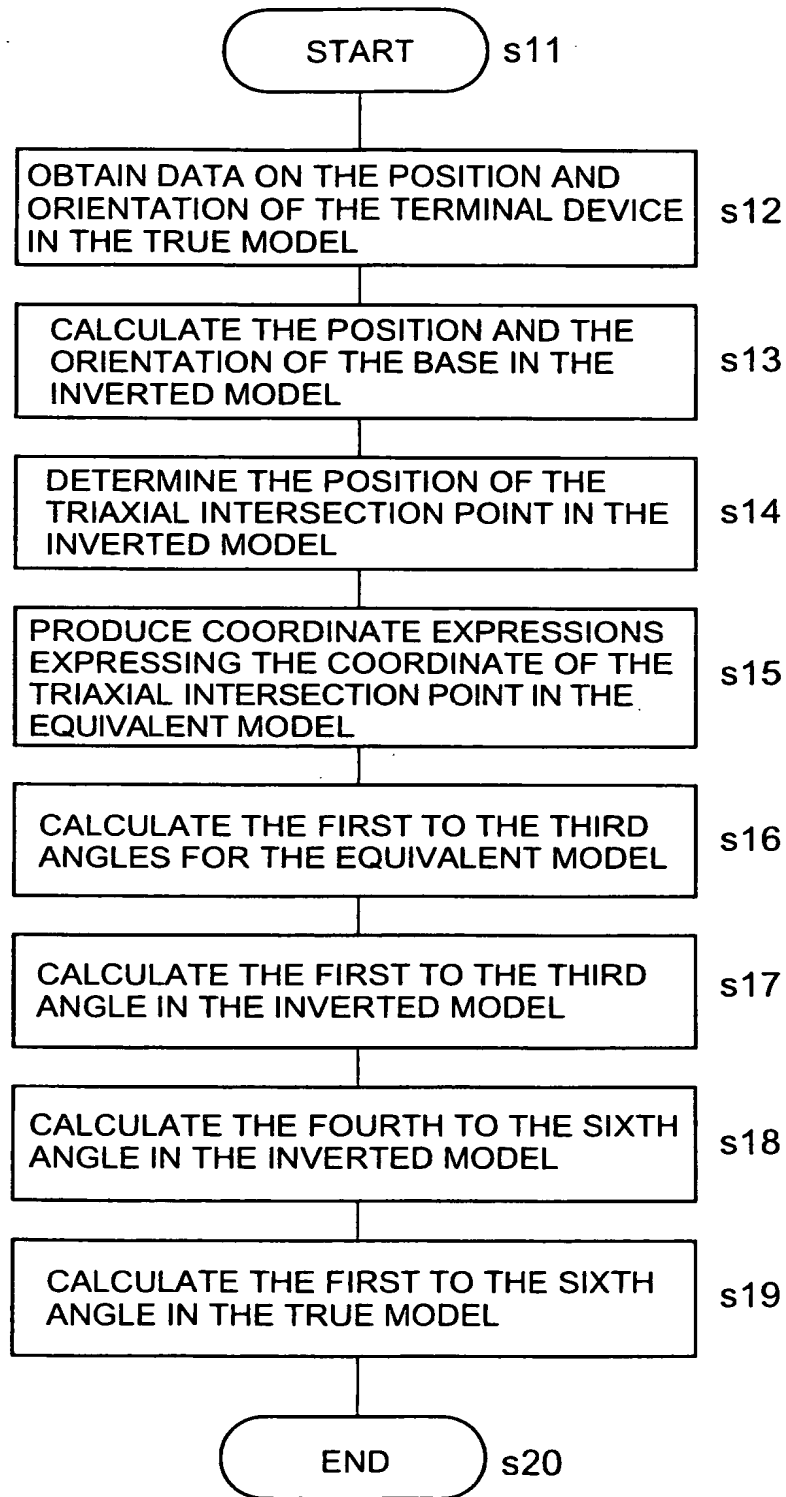 START s11
OBTAIN DATA ON THE POSITION AND
ORIENTATION OF THE TERMINAL DEVICE
IN THE TRUE MODEL
s12
CALCULATE THE POSITION AND THE
ORIENTATION OF THE BASE IN THE
INVERTED MODEL
s13
DETERMINE THE POSITION OF THE
TRIAXIAL INTERSECTION POINT IN THE
INVERTED MODEL
s14
PRODUCE COORDINATE EXPRESSIONS
EXPRESSING THE COORDINATE OF THE
TRIAXIAL INTERSECTION POINT IN THE
EQUIVALENT MODEL
s15
CALCULATE THE FIRST TO THE THIRD
ANGLES FOR THE EQUIVALENT MODEL
s16
CALCULATE THE FIRST TO THE THIRD
ANGLE IN THE INVERTED MODEL
s17
CALCULATE THE FOURTH TO THE SIXTH
ANGLE IN THE INVERTED MODEL
s18
CALCULATE THE FIRST TO THE SIXTH
ANGLE IN THE TRUE MODEL
s19
END s20